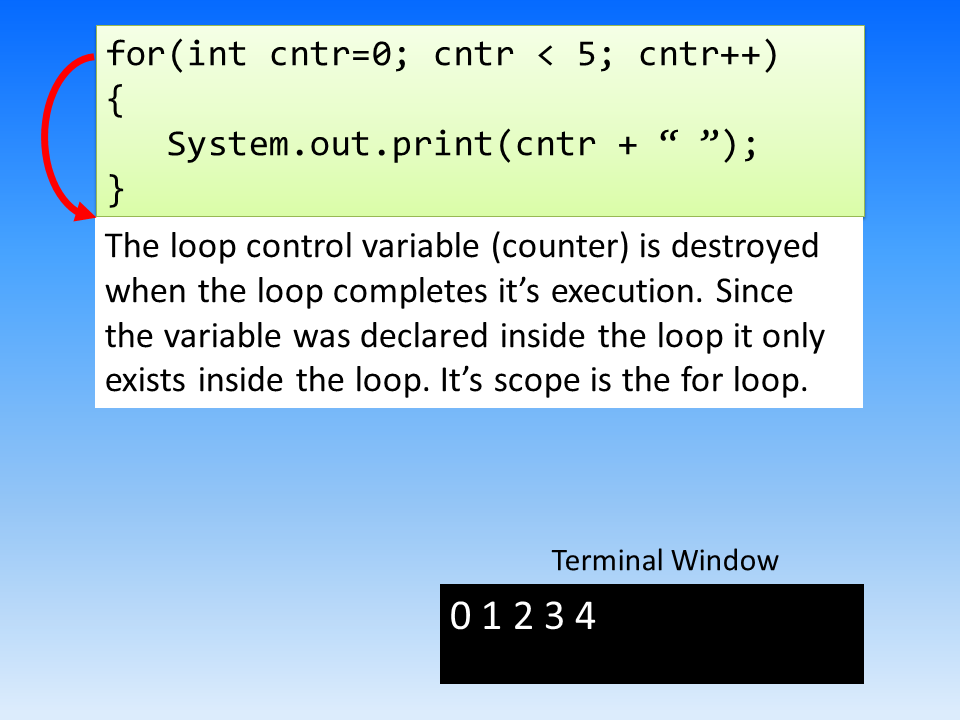 for(int cntr=0; cntr < 5; cntr++)
{
   System.out.print(cntr + “ ”);
}
The loop control variable (counter) is destroyed
when the loop completes it’s execution. Since
the variable was declared inside the loop it only
exists inside the loop. It’s scope is the for loop.
Terminal Window
0 1 2 3 4